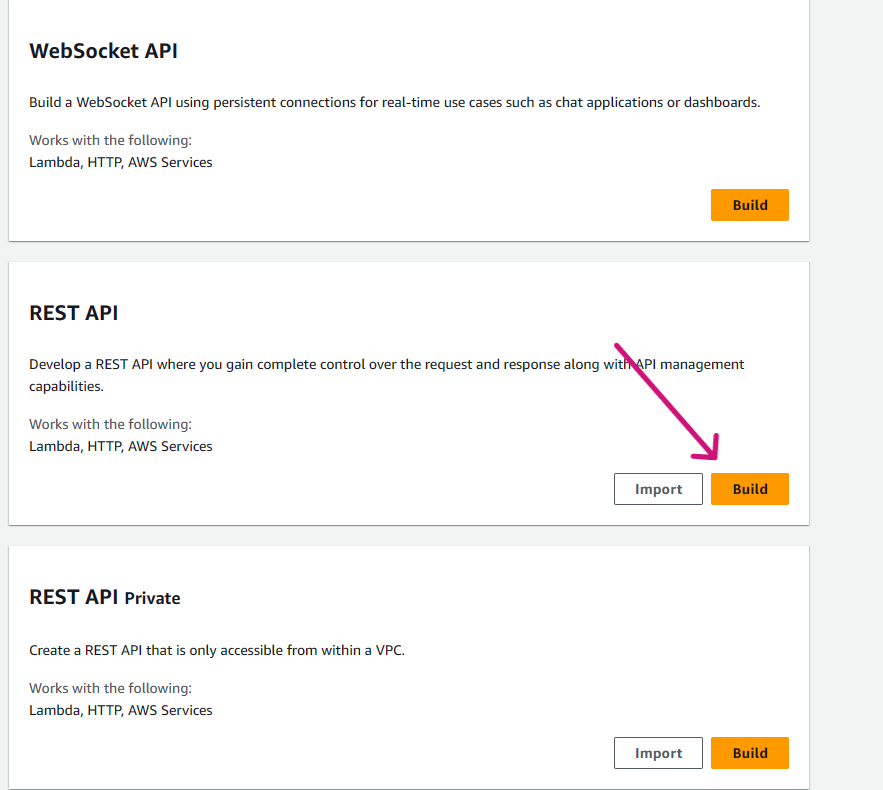 WebSocket API
Build a WebSocket API using persistent connections for real-time use cases such as chat applications or dashboards.
Works with the following:
Lambda, HTTP, AWS Services
Build
REST API
Develop a REST API where you gain complete control over the request and response along with API management
capabilities.
Works with the following:
Lambda, HTTP, AWS Services
Import Build
REST API Private
Create a REST API that is only accessible from within a VPC.
Works with the following:
Lambda, HTTP, AWS Services
Import Build